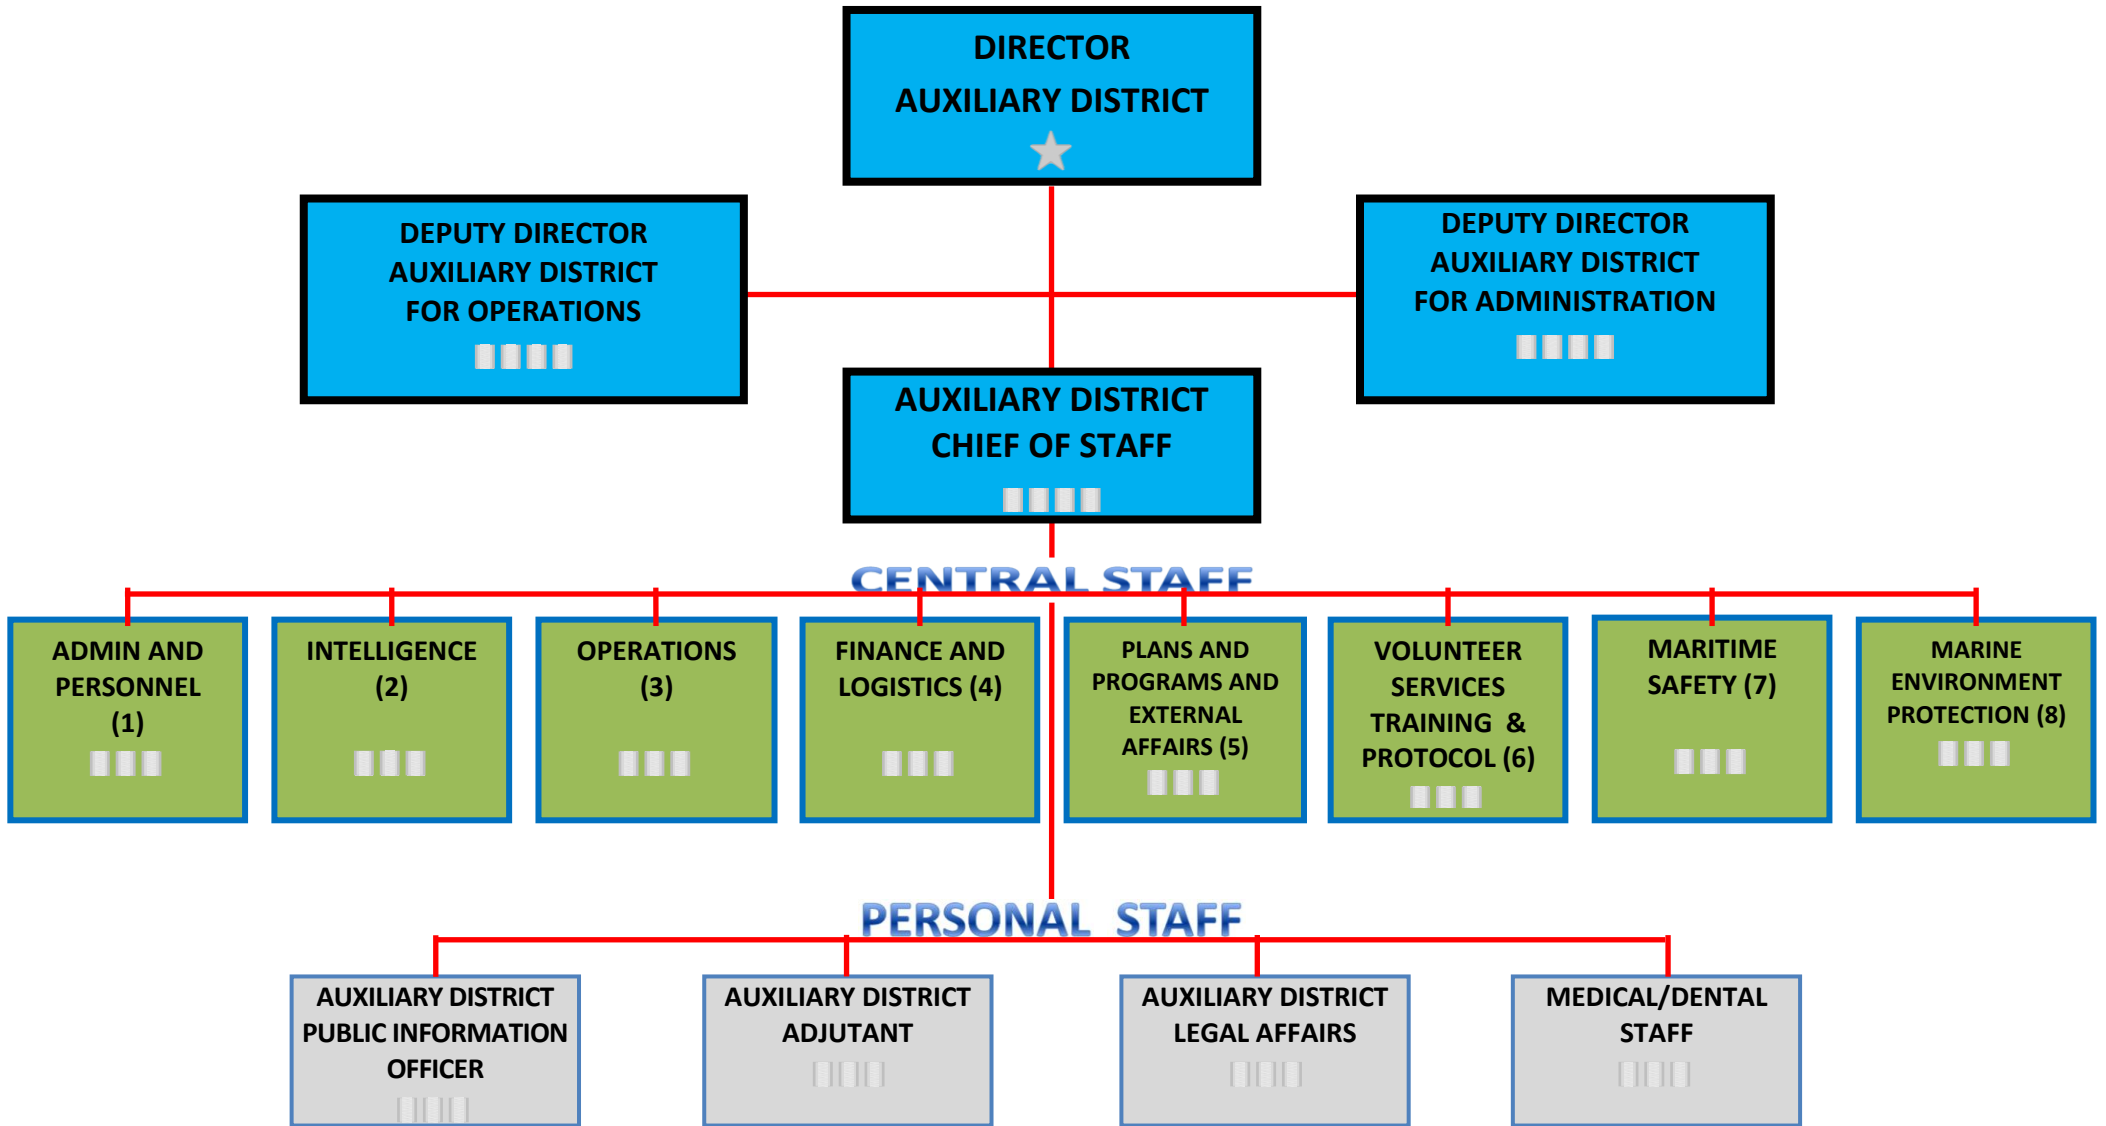 DIRECTOR
AUXILIARY DISTRICT
DEPUTY DIRECTOR
AUXILIARY DISTRICT
FOR OPERATIONS
DEPUTY DIRECTOR
AUXILIARY DISTRICT
FOR ADMINISTRATION
AUXILIARY DISTRICT
CHIEF OF STAFF
CENTRAL STAFF
ADMIN AND
PERSONNEL
(1)
INTELLIGENCE
(2)
OPERATIONS
(3)
FINANCE AND
LOGISTICS (4)
PLANS AND
PROGRAMS AND
EXTERNAL
AFFAIRS (5)
VOLUNTEER
SERVICES
TRAINING & 
PROTOCOL (6)
MARITIME
SAFETY (7)
MARINE
ENVIRONMENT
PROTECTION (8)
PERSONAL STAFF
AUXILIARY DISTRICT
PUBLIC INFORMATION
OFFICER
AUXILIARY DISTRICT
ADJUTANT
AUXILIARY DISTRICT
LEGAL AFFAIRS
MEDICAL/DENTAL
STAFF